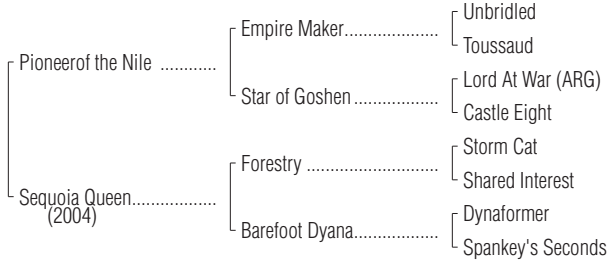 Unbridled
Empire Maker.....................
Toussaud
Pioneerof the Nile ............
Lord At War (ARG)
Star of Goshen ...................
Castle Eight
Storm Cat
Forestry .............................
Shared Interest
Sequoia Queen..................
(2004)
Dynaformer
Barefoot Dyana...................
Spankey's Seconds